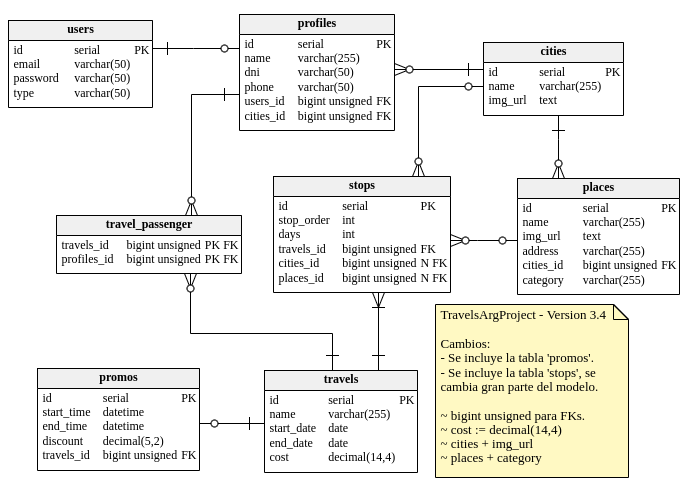 users
id serial PK
email varchar(50)
password varchar(50)
type varchar(50)
profiles
id serial PK
name varchar(255)
dni varchar(50)
phone varchar(50)
users_id bigint unsigned FK
cities_id bigint unsigned FK
cities
id serial PK
name varchar(255)
img_url text
travel_passenger
travels_id bigint unsigned PK FK
profiles_id bigint unsigned PK FK
stops
id serial PK
stop_order int
days int
travels_id bigint unsigned FK
cities_id bigint unsigned N FK
places_id bigint unsigned N FK
places
id serial PK
name varchar(255)
img_url text
address varchar(255)
cities_id bigint unsigned FK
category varchar(255)
promos
id serial PK
start_time datetime
end_time datetime
discount decimal(5,2)
travels_id bigint unsigned FK
travels
id serial PK
name varchar(255)
start_date date
end_date date
cost decimal(14,4)
TravelsArgProject - Version 3.4
Cambios:
- Se incluye la tabla 'promos'.
- Se incluye la tabla 'stops', se
cambia gran parte del modelo.
~ bigint unsigned para FKs.
~ cost := decimal(14,4)
~ cities + img_url
~ places + category